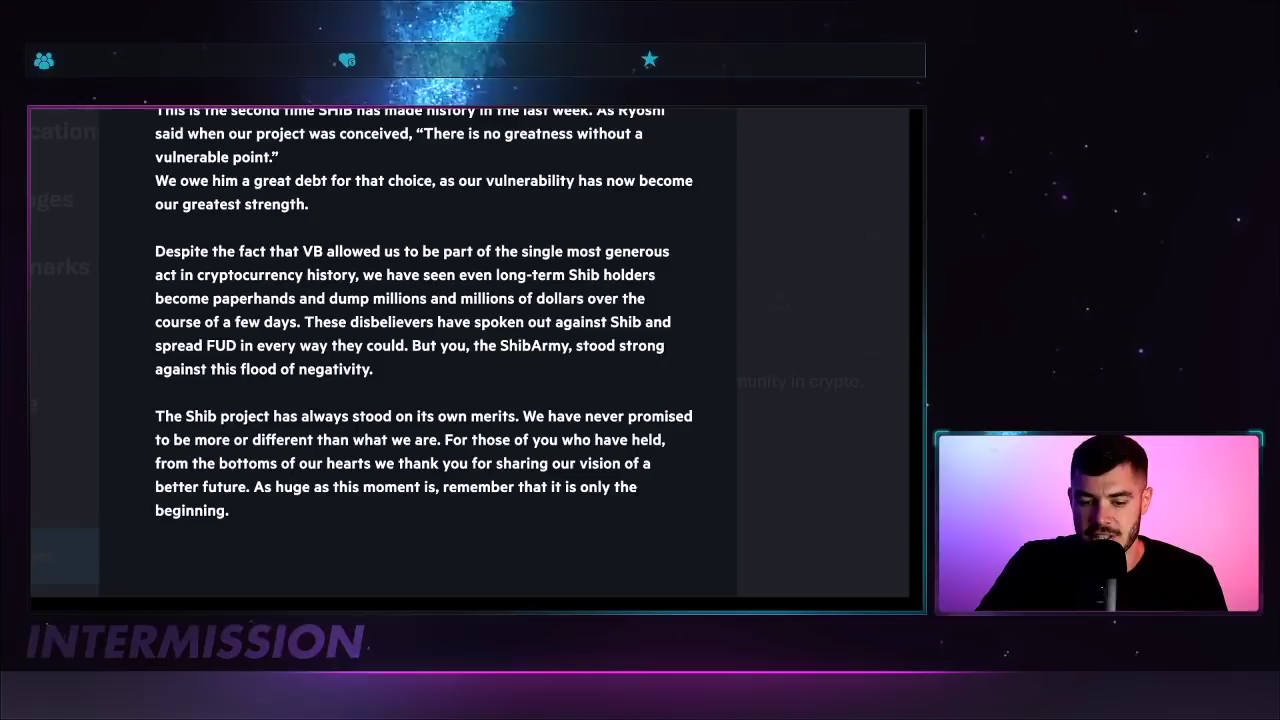 This is the second time SHIB has made history in the last week. As Ryoshi
said when our project was conceived, “There is no greatness without a
vulnerable point.”
We owe him a great debt for that choice, as our vulnerability has now become
our greatest strength.
Despite the fact that VB allowed us to be part of the single most generous
act in cryptocurrency history, we have seen even long-term Shib holders
become paperhands and dump millions and millions of dollars over the
course of a few days. These disbelievers have spoken out against Shib and
spread FUD in every way they could. But you, the ShibArmy, stood strong
against this flood of negativity.
The Shib project has always stood on its own merits. We have never promised
to be more or different than what we are. For those of you who have held,
from the bottoms of our hearts we thank you for sharing our vision of a
better future. As huge as this moment is, remember that it is only the
beginning.
cation
ges
marks
munity in crypto.
INTERMISSION